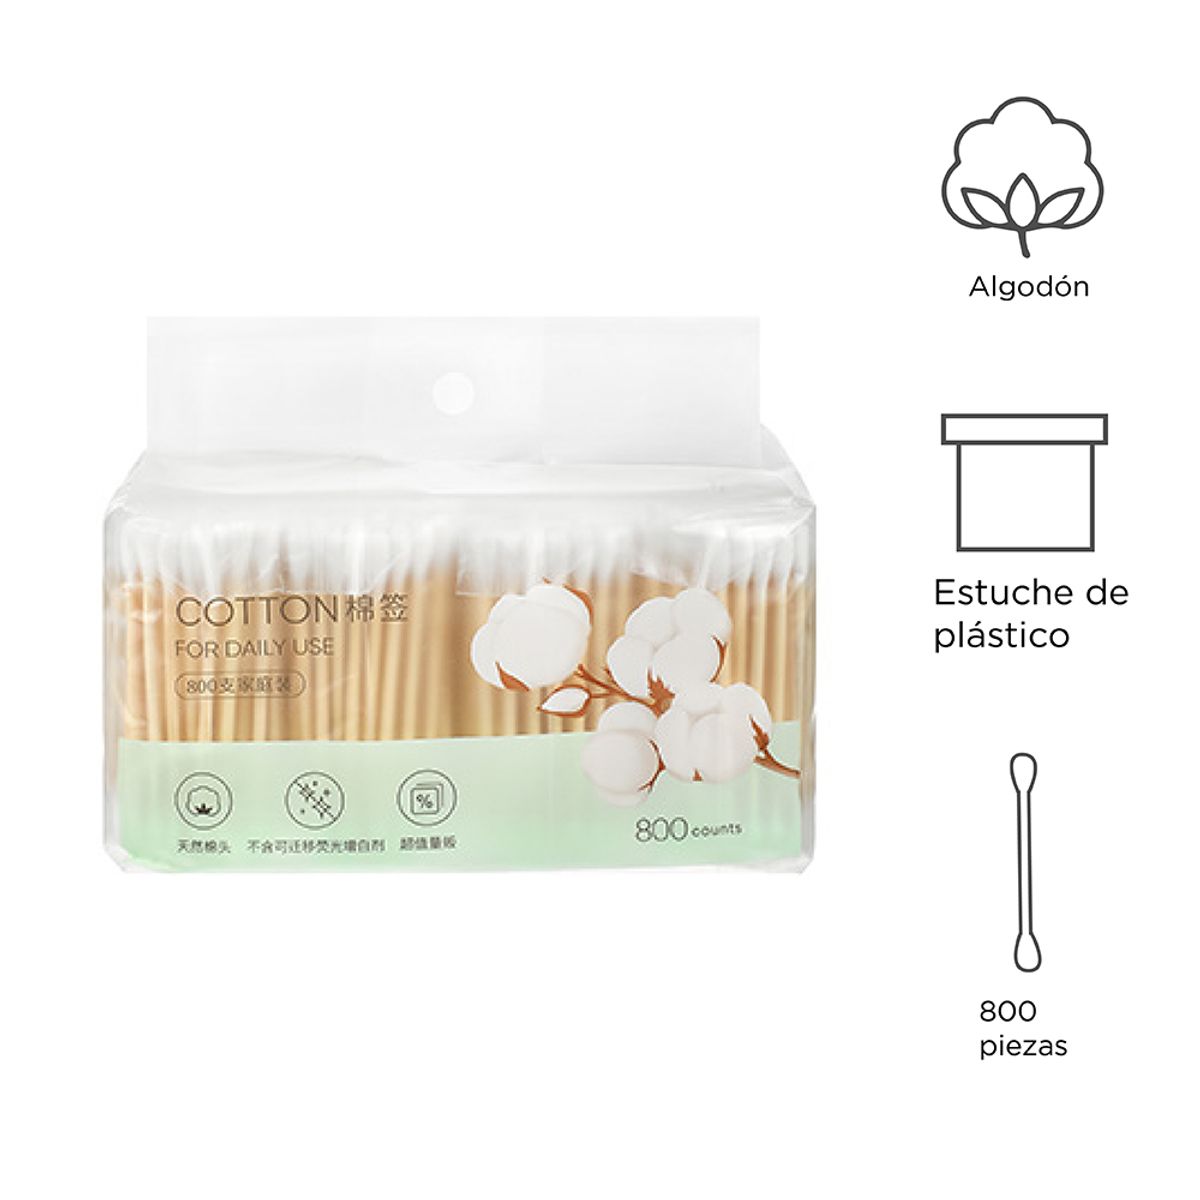 COTTON棉签
FOR DAILY USE
800支家庭装
天然棉头
不含可迁移荧光增白剂
超值量贩
800counts
Algodón
Estuche de
plástico
800
piezas